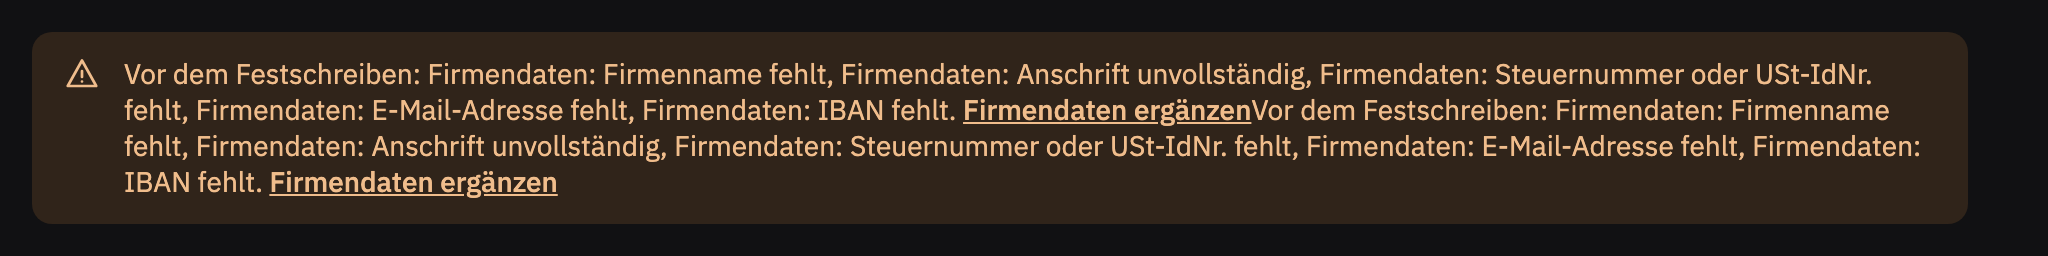 Vor dem Festschreiben: Firmendaten: Firmenname fehlt, Firmendaten: Anschrift unvollständig, Firmendaten: Steuernummer oder USt-IdNr.
fehlt, Firmendaten: E-Mail-Adresse fehlt, Firmendaten: IBAN fehlt. Firmendaten ergänzenVor dem Festschreiben: Firmendaten: Firmenname
fehlt, Firmendaten: Anschrift unvollständig, Firmendaten: Steuernummer oder USt-IdNr. fehlt, Firmendaten: E-Mail-Adresse fehlt, Firmendaten:
IBAN fehlt. Firmendaten ergänzen